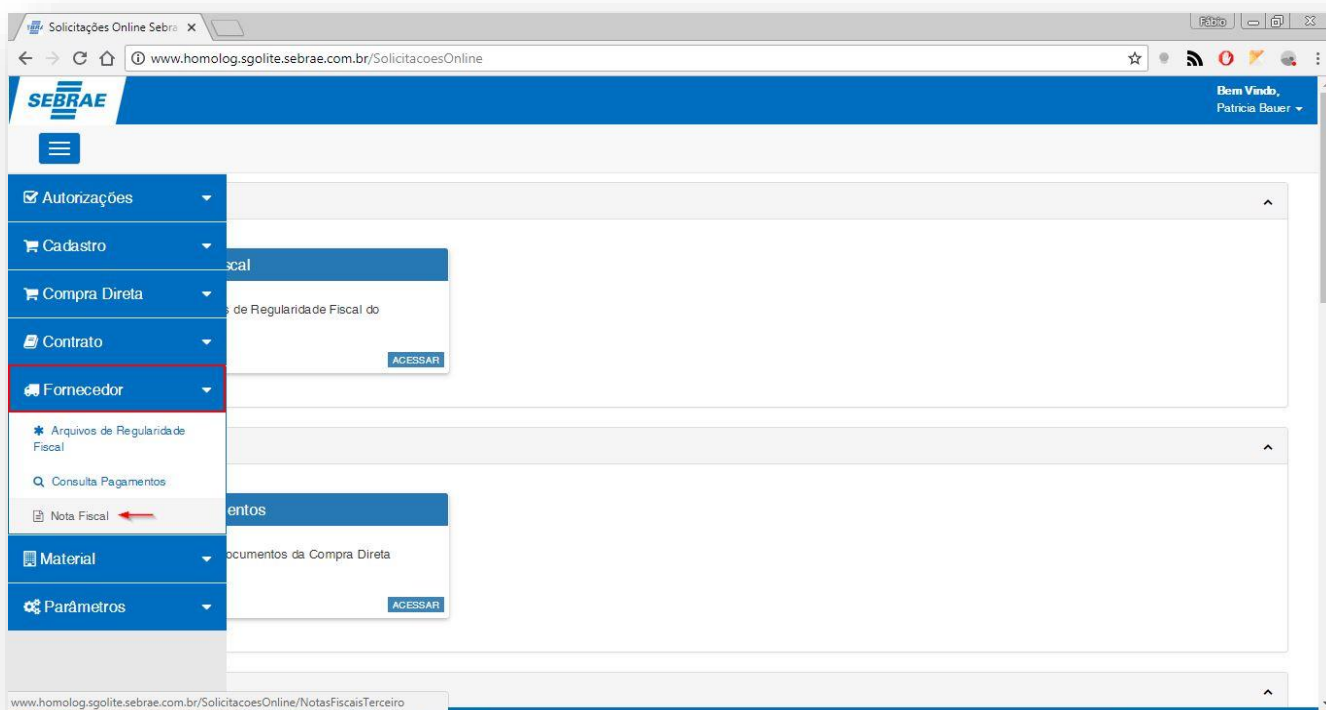 Solicitações Online Sebra
Fábio
www.homolog.sgolite.sebrae.com.br/SolicitacoesOnline
SEBRAE
Bem Vindo,
Patricia Bauer
Autorizações
Cadastro
scal
Compra Direta
s de Regularidade Fiscal do
Contrato
ACESSAR
Fornecedor
Arquivos de Regularidade
Fiscal
Consulta Pagamentos
Nota Fiscal
entos
Material
ocumentos da Compra Direta
Parâmetros
ACESSAR
www.homolog.sgolite.sebrae.com.br/SolicitacoesOnline/NotasFiscaisTerceiro